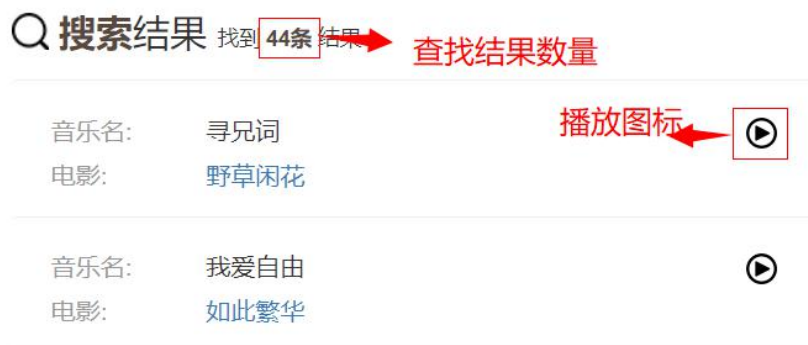 搜索结果 找到 44条 结果 查找结果数量
音乐名: 寻兄词 播放图标
电影: 野草闲花
音乐名: 我爱自由
电影: 如此繁华